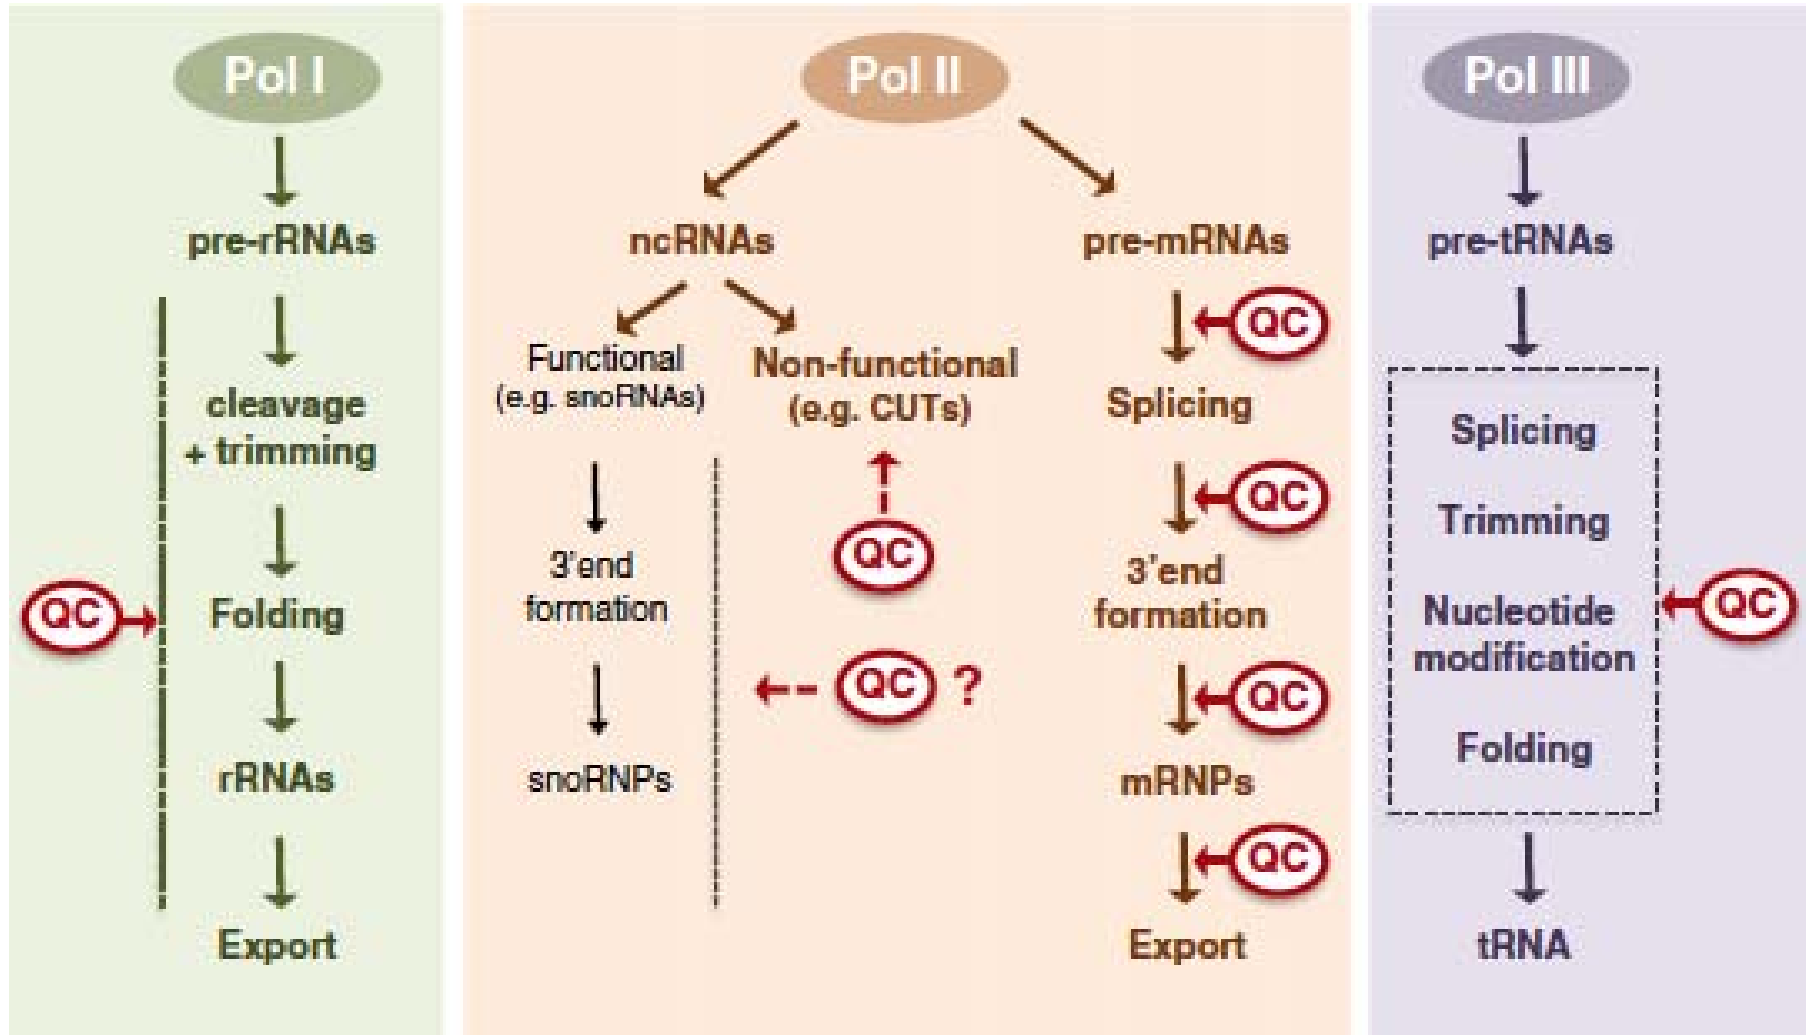 Pol I
pre-rRNAs
cleavage
+ trimming
QC
Folding
rRNAs
Export
Pol II
ncRNAs
Functional
(e.g. snoRNAs)
3'end
formation
snoRNPs
Non-functional
(e.g. CUTs)
QC
QC ?
pre-mRNAs
QC
Splicing
QC
3'end
formation
QC
mRNPs
QC
Export
Pol III
pre-tRNAs
Splicing
Trimming
Nucleotide
modification
QC
Folding
tRNA